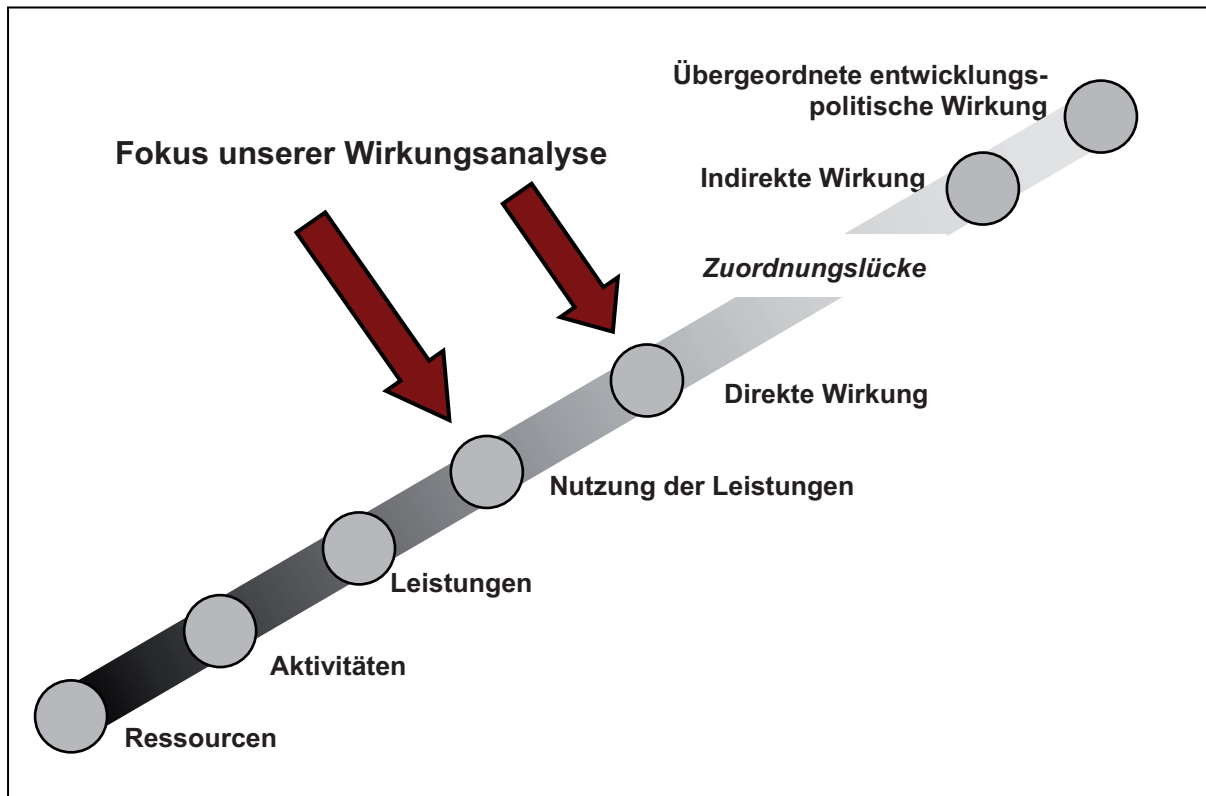 Übergeordnete entwicklungs-
politische Wirkung
Fokus unserer Wirkungsanalyse
Indirekte Wirkung
Zuordnungslücke
Direkte Wirkung
Nutzung der Leistungen
Leistungen
Aktivitäten
Ressourcen